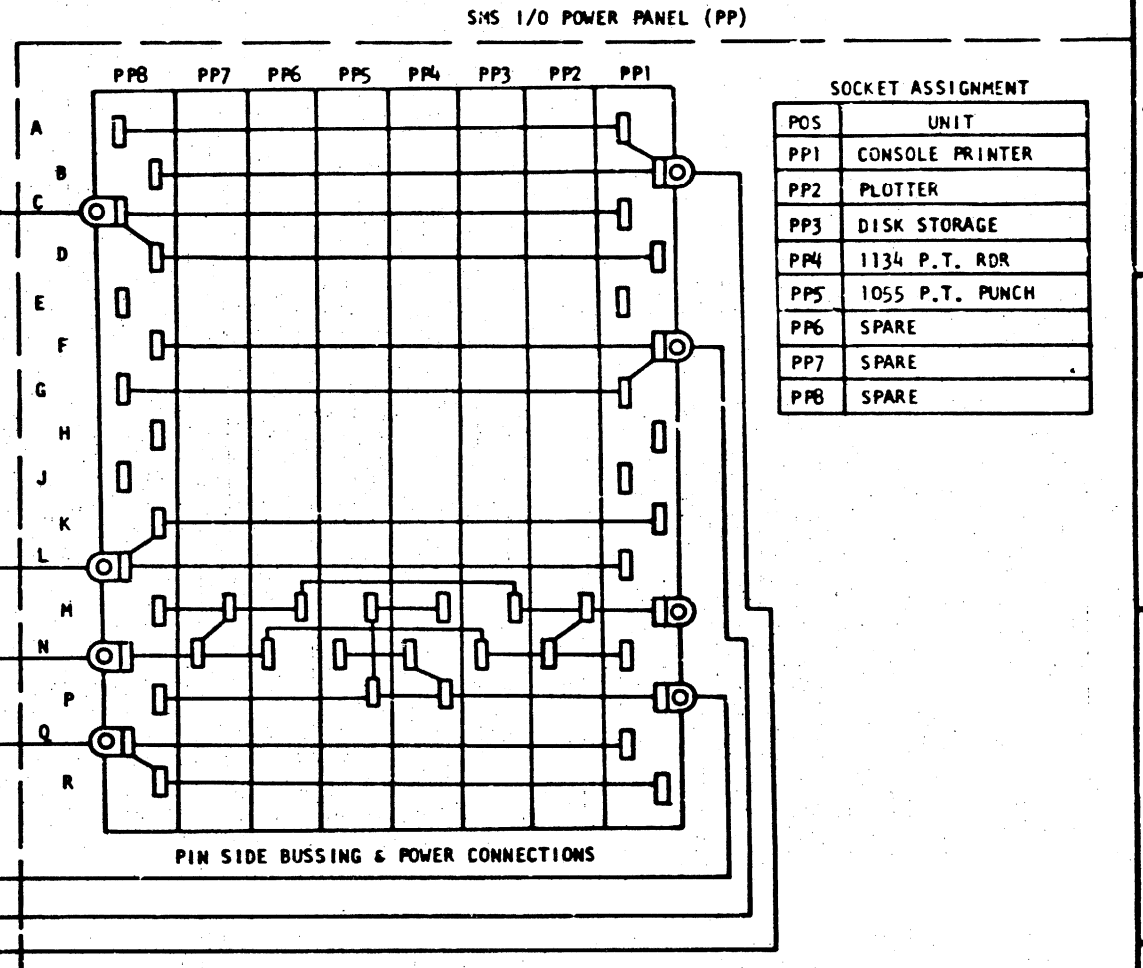 SMS I/O POWER PANEL (PP)
PP8 PP7 PP6 PP5 PP4 PP3 PP2 PP1
A
B
C
D
E
F
G
H
J
K
L
M
N
P
Q
R
PIN SIDE BUSSING & POWER CONNECTIONS
SOCKET ASSIGNMENT
POS UNIT
PP1 CONSOLE PRINTER
PP2 PLOTTER
PP3 DISK STORAGE
PP4 1134 P.T. RDR
PP5 1055 P.T. PUNCH
PP6 SPARE
PP7 SPARE
PP8 SPARE